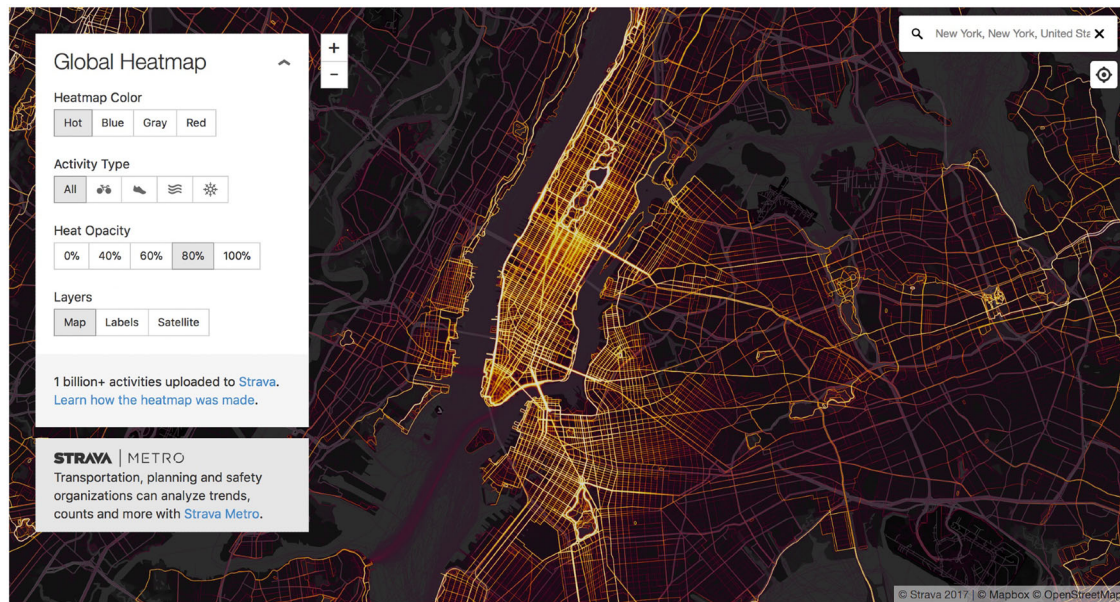 Global Heatmap
+
−
New York, New York, United Sta
Heatmap Color
Hot Blue Gray Red
Activity Type
All
Heat Opacity
0% 40% 60% 80% 100%
Layers
Map Labels Satellite
1 billion+ activities uploaded to Strava.
Learn how the heatmap was made.
STRAVA | METRO
Transportation, planning and safety
organizations can analyze trends,
counts and more with Strava Metro.
© Strava 2017 | © Mapbox © OpenStreetMap